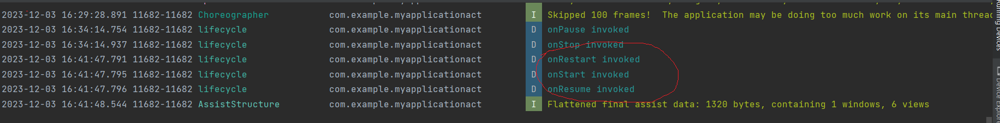 2023-12-03 16:29:28.891 11682-11682 Choreographer com.example.myapplicationact I Skipped 100 frames! The application may be doing too much work on its main threa
2023-12-03 16:34:14.754 11682-11682 lifecycle com.example.myapplicationact D onPause invoked
2023-12-03 16:34:14.937 11682-11682 lifecycle com.example.myapplicationact D onStop invoked
2023-12-03 16:41:47.791 11682-11682 lifecycle com.example.myapplicationact D onRestart invoked
2023-12-03 16:41:47.795 11682-11682 lifecycle com.example.myapplicationact D onStart invoked
2023-12-03 16:41:47.796 11682-11682 lifecycle com.example.myapplicationact D onResume invoked
2023-12-03 16:41:48.544 11682-11682 AssistStructure com.example.myapplicationact I Flattened final assist data: 1320 bytes, containing 1 windows, 6 views
Running Devices
Device Explore